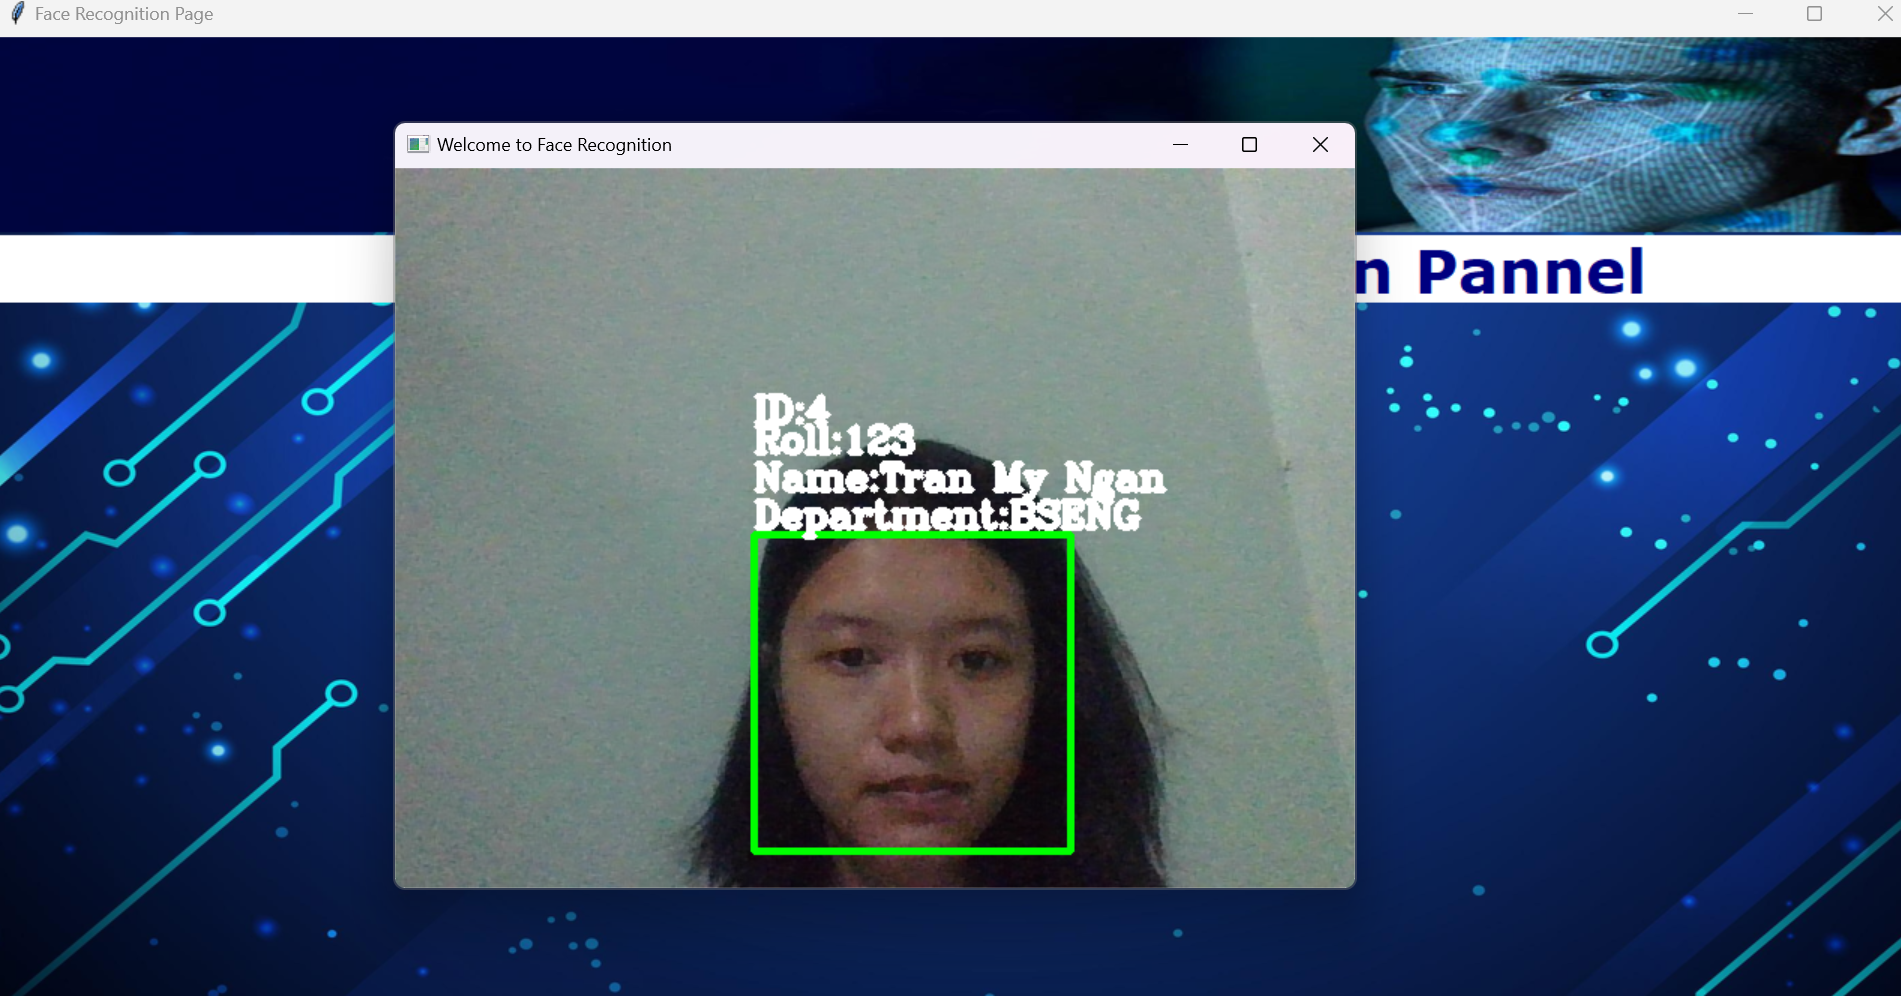 Face Recognition Page
Welcome to Face Recognition
n Pannel
ID:4
Roll:123
Name:Tran My Ngan
Department:BSENG